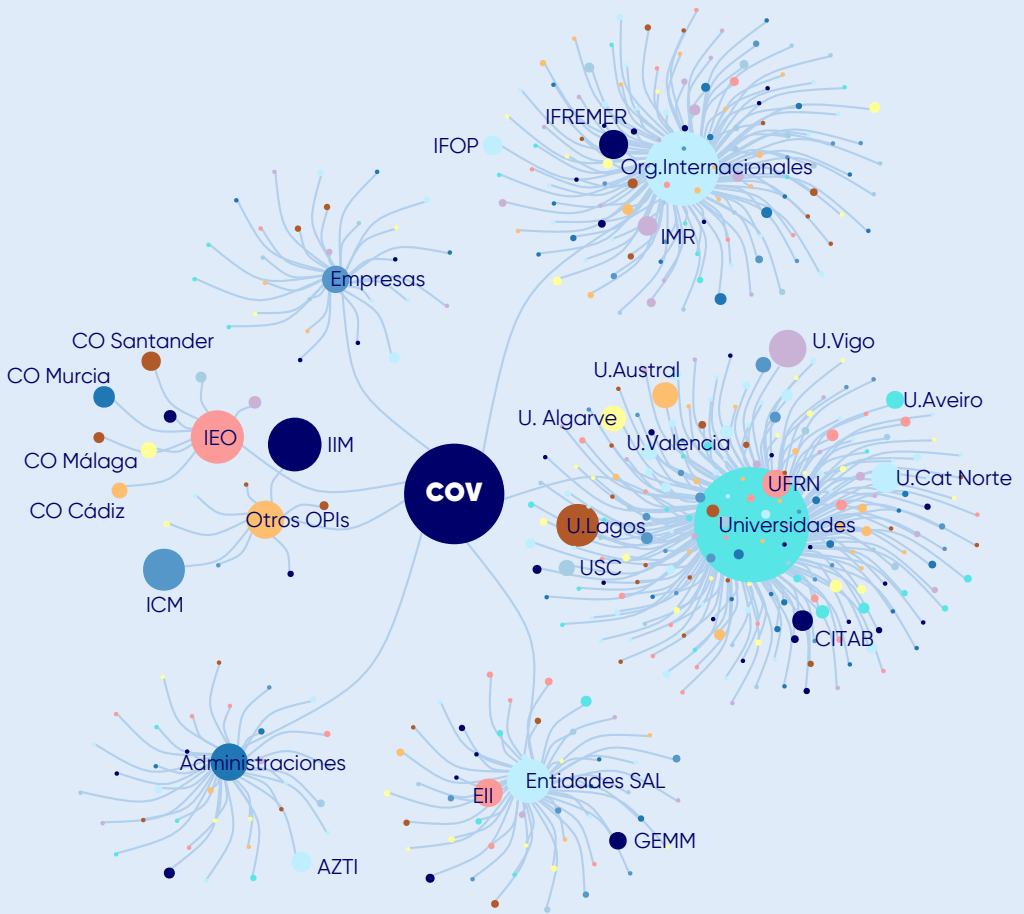 IFREMER
IFOP
Org.Internacionales
IMR
Empresas
CO Santander
U.Vigo
CO Murcia
U.Austral
U.Aveiro
U. Algarve
IEO
IIM
U.Valencia
CO Málaga
U.Cat Norte
UFRN
COV
CO Cádiz
Otros OPIs
U.Lagos
Universidades
USC
ICM
CITAB
Administraciones
Entidades SAL
EII
GEMM
AZTI